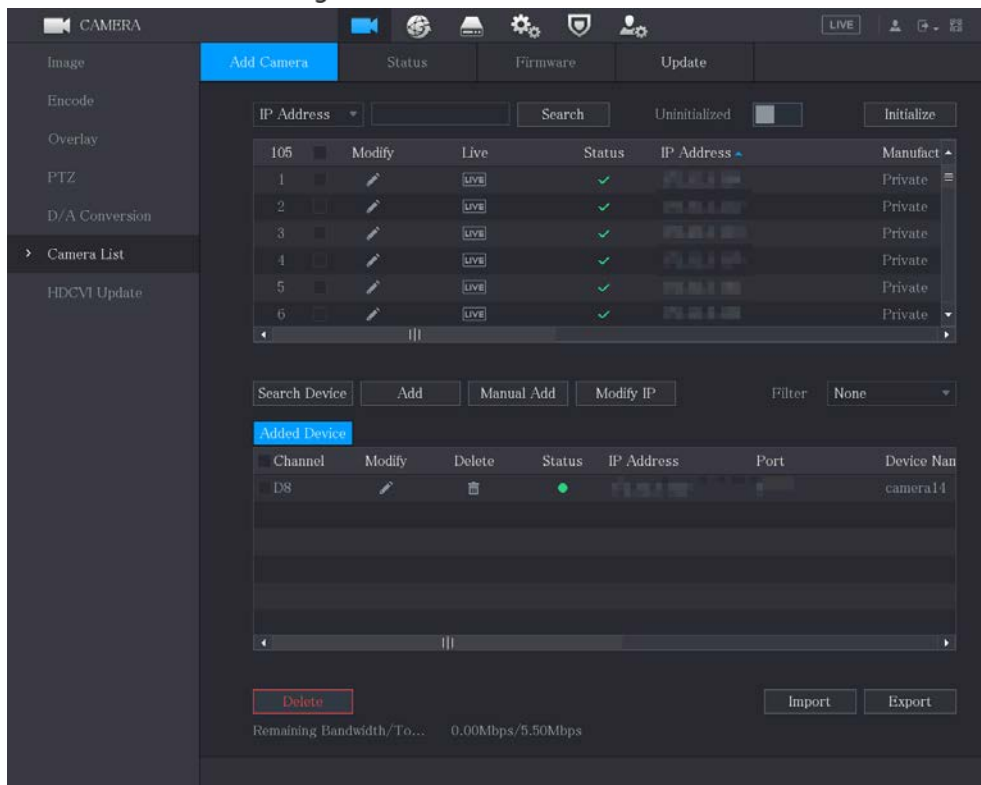 CAMERA
LIVE
Image
Encode
Overlay
PTZ
D/A Conversion
Camera List
HDCVI Update
Add Camera Status Firmware Update
IP Address Search Uninitialized Initialize
105 Modify Live Status IP Address Manufact
1 LIVE Private
2 LIVE Private
3 LIVE Private
4 LIVE Private
5 LIVE Private
6 LIVE Private
Search Device Add Manual Add Modify IP Filter None
Added Device
Channel Modify Delete Status IP Address Port Device Nam
D8 camera14
Delete Import Export
Remaining Bandwidth/To... 0.00Mbps/5.50Mbps